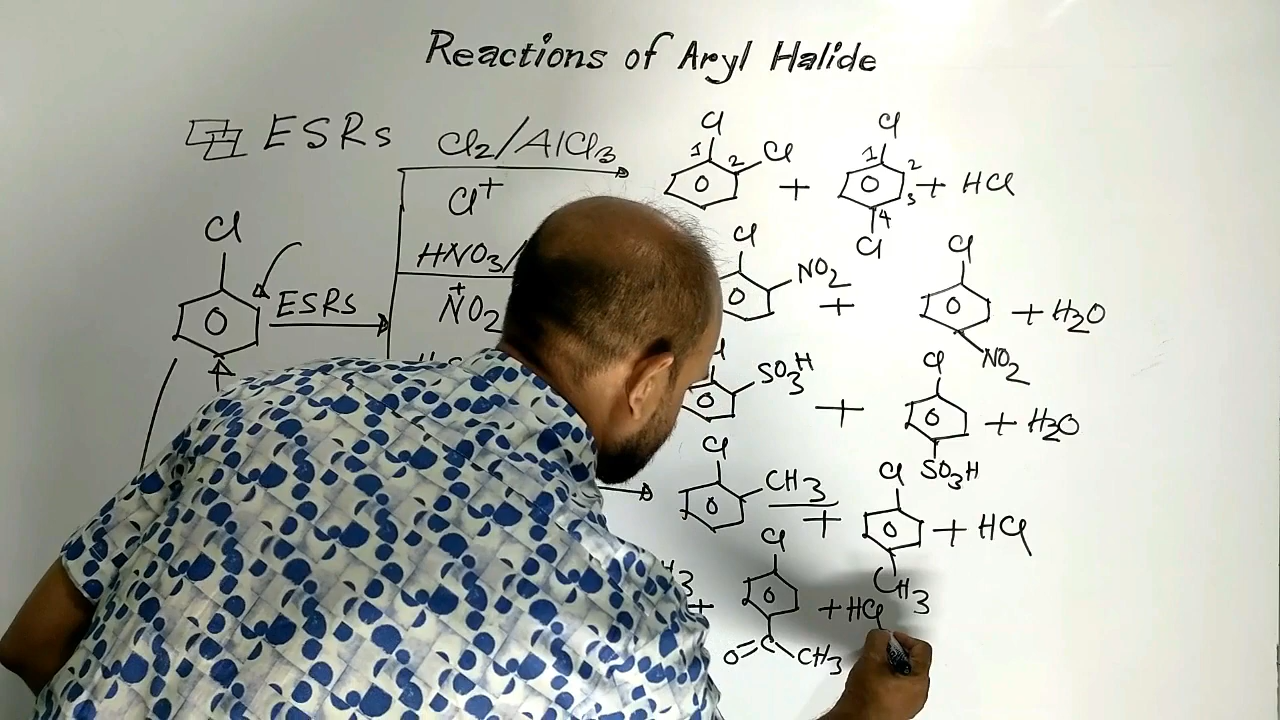 Reactions of Aryl Halide
ESRs Cl2/AlCl3
Cl+
Cl
1 2 Cl
+
Cl
1 2 3 4
Cl
+ HCl
Cl
ESRS
HNO3/
+NO2
Cl
NO2
+
Cl
NO2
+ H2O
SO3H
+
Cl
SO3H
+ H2O
Cl
CH3
+
Cl
CH3
+ HCl
+
Cl
O=C CH3
+ HCl